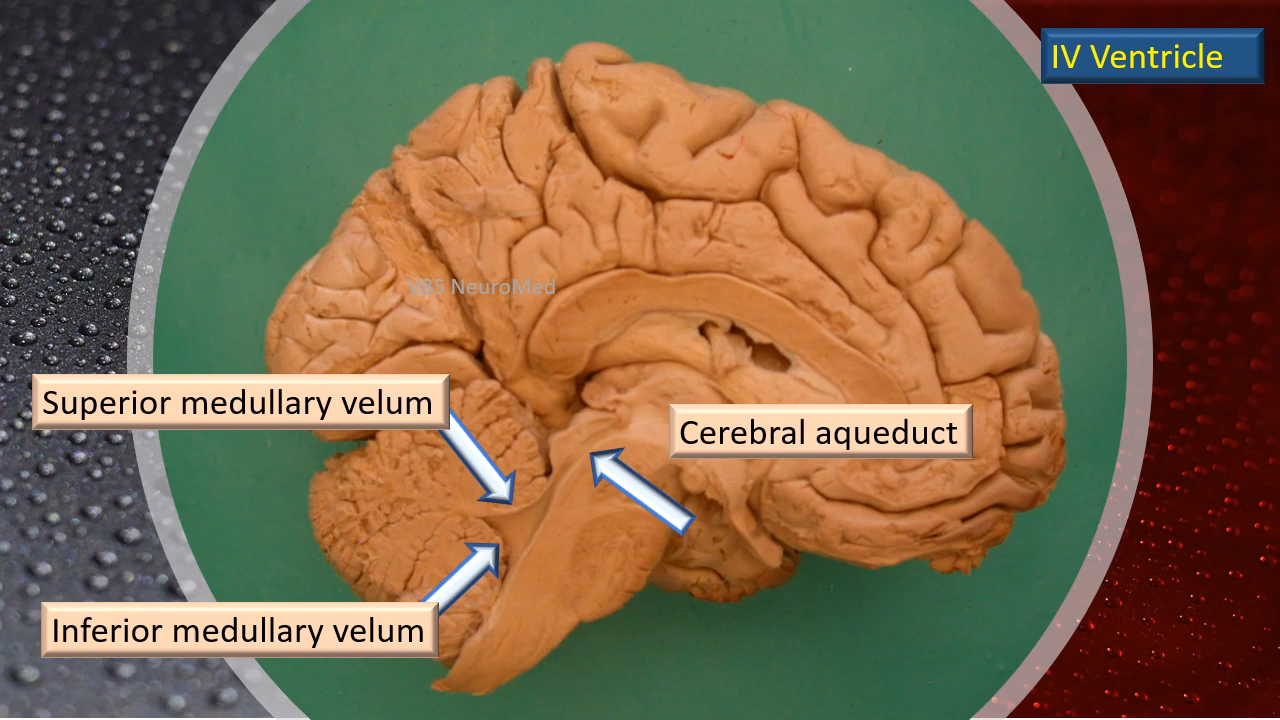 IV Ventricle
VBS NeuroMed
Superior medullary velum
Cerebral aqueduct
Inferior medullary velum